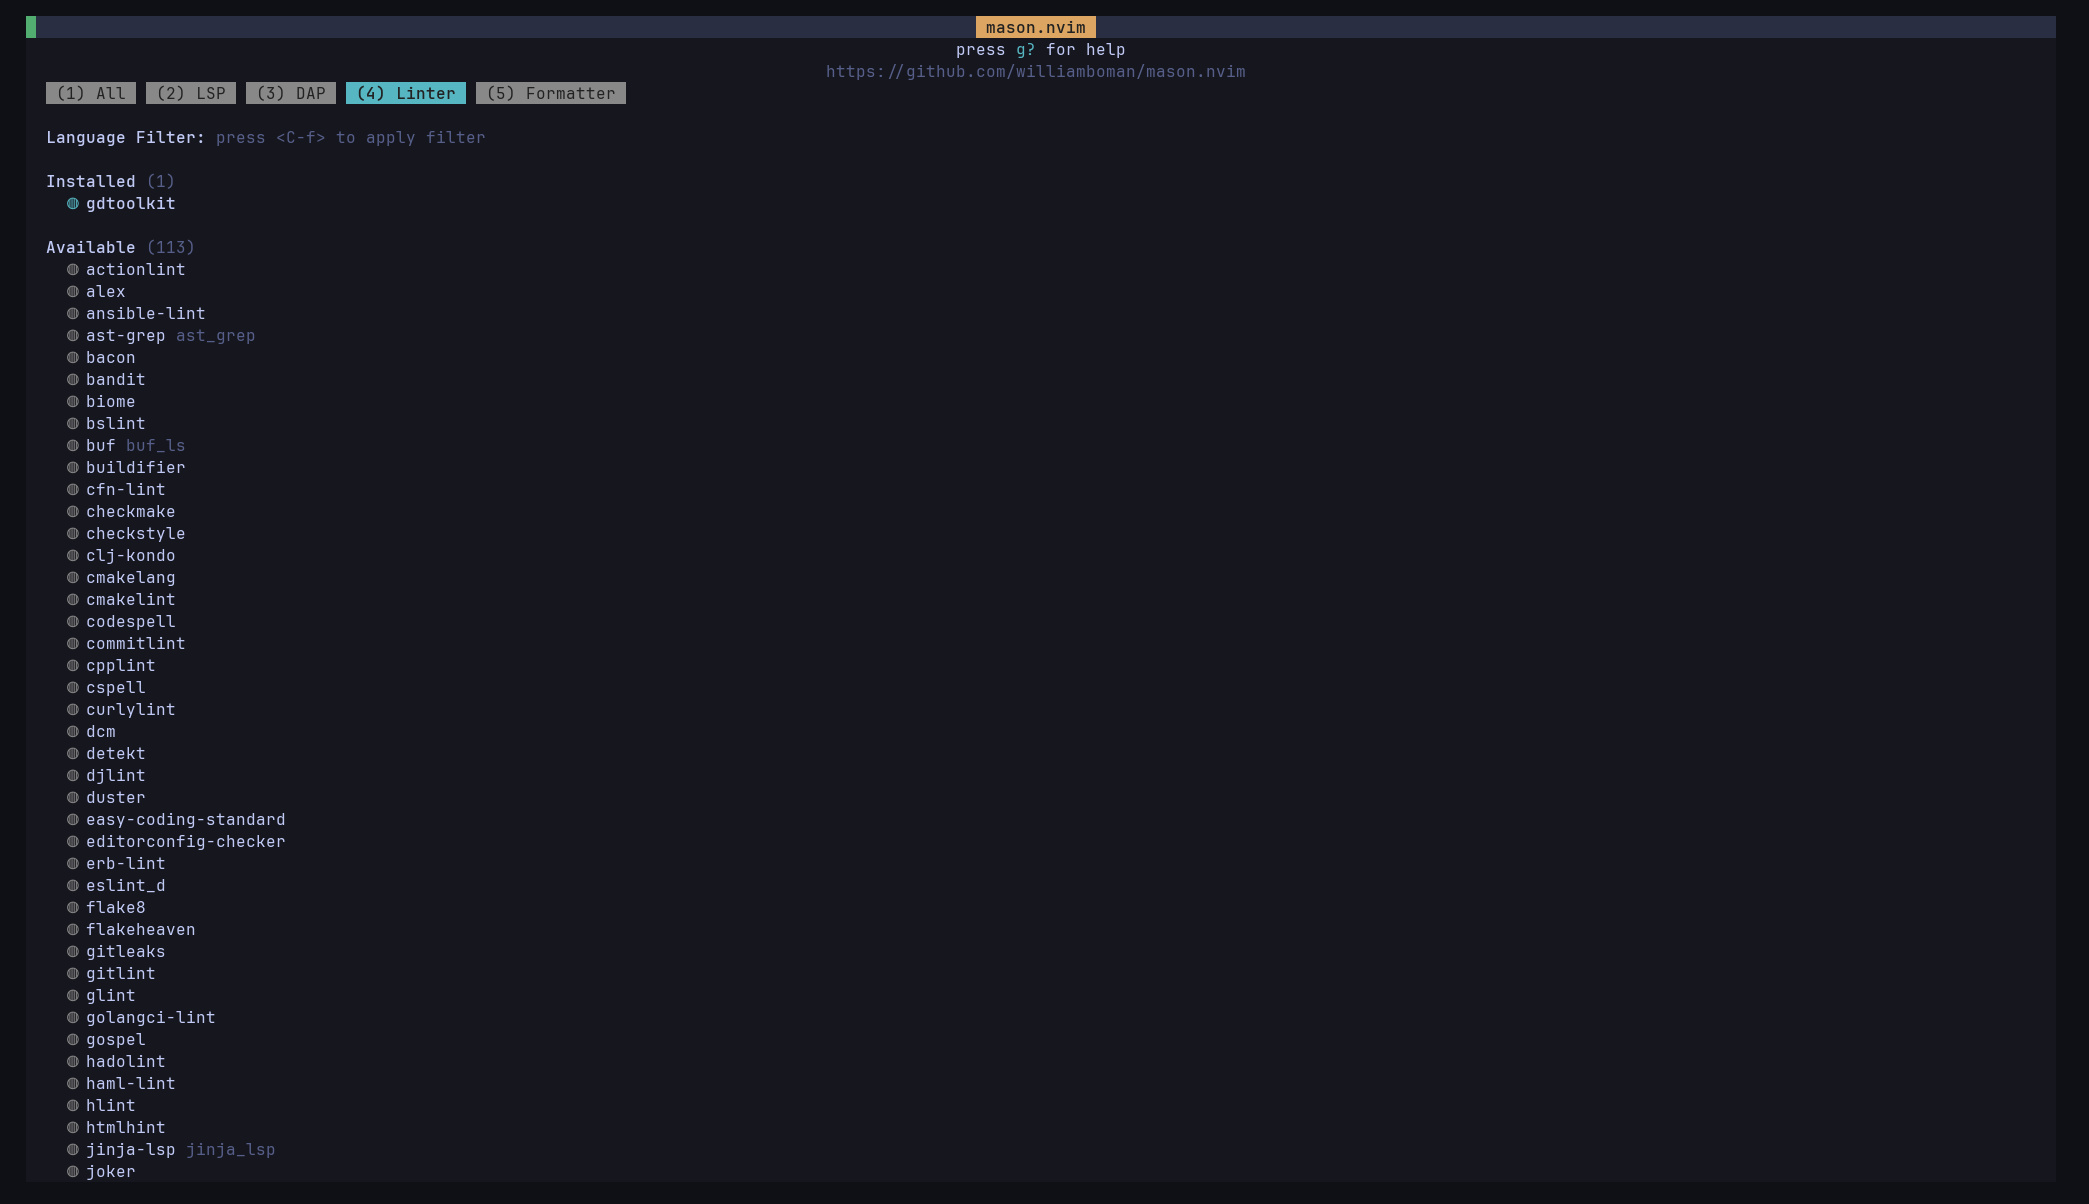 mason.nvim
press g? for help
https://github.com/williamboman/mason.nvim
(1) All (2) LSP (3) DAP (4) Linter (5) Formatter
Language Filter: press <C-f> to apply filter
Installed (1)
gdtoolkit
Available (113)
actionlint
alex
ansible-lint
ast-grep ast_grep
bacon
bandit
biome
bslint
buf buf_ls
buildifier
cfn-lint
checkmake
checkstyle
clj-kondo
cmakelang
cmakelint
codespell
commitlint
cpplint
cspell
curlylint
dcm
detekt
djlint
duster
easy-coding-standard
editorconfig-checker
erb-lint
eslint_d
flake8
flakeheaven
gitleaks
gitlint
glint
golangci-lint
gospel
hadolint
haml-lint
hlint
htmlhint
jinja-lsp jinja_lsp
joker